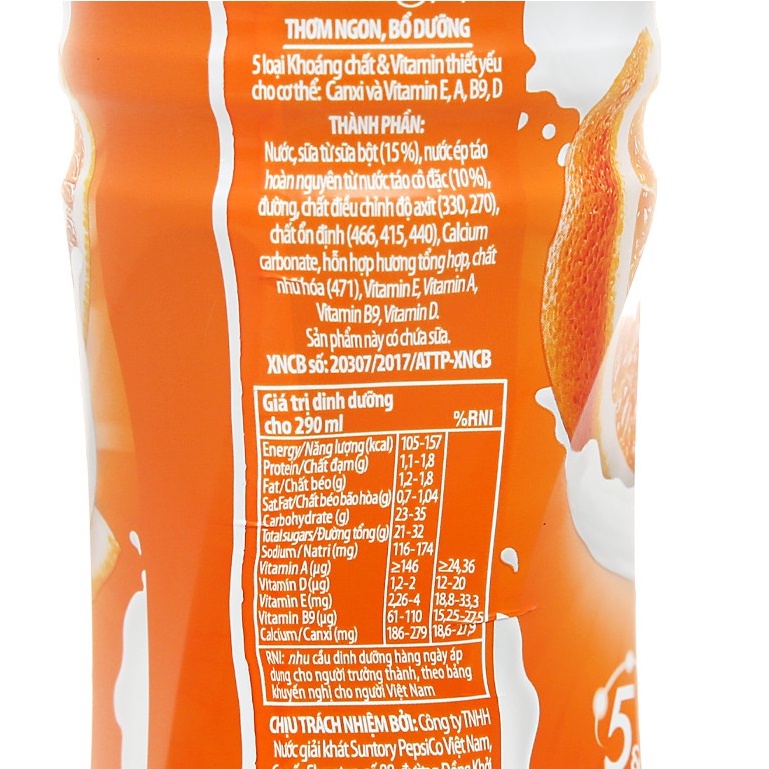 THƠM NGON, BỔ DƯỠNG
5 loại Khoáng chất & Vitamin thiết yếu
cho cơ thể: Canxi và Vitamin E, A, B9, D
THÀNH PHẦN:
Nước, sữa từ sữa bột (15%), nước ép táo
hoàn nguyên từ nước táo cô đặc (10%),
đường, chất điều chỉnh độ axit (330, 270),
chất ổn định (466, 415, 440), Calcium
carbonate, hỗn hợp hương tổng hợp, chất
nhũ hóa (471), Vitamin E, Vitamin A,
Vitamin B9, Vitamin D.
Sản phẩm này có chứa sữa.
XNCB số: 20307/2017/ATTP-XNCB
Giá trị dinh dưỡng
cho 290 ml %RNI
Energy/Năng lượng (kcal) 105-157
Protein/Chất đạm (g) 1,1-1,8
Fat/Chất béo (g) 1,2-1,8
Sat.Fat/Chất béo bão hòa (g) 0,7-1,04
Carbohydrate (g) 23-35
Total sugars/Đường tổng (g) 21-32
Sodium/Natri (mg) 116-174
Vitamin A (μg) ≥146 ≥24,36
Vitamin D (μg) 1,2-2 12-20
Vitamin E (mg) 2,26-4 18,8-33,3
Vitamin B9 (μg) 61-110 15,25-27,5
Calcium/Canxi (mg) 186-279 18,6-27,9
RNI: nhu cầu dinh dưỡng hàng ngày áp
dụng cho người trưởng thành, theo bảng
khuyến nghị cho người Việt Nam
CHỊU TRÁCH NHIỆM BỞI: Công ty TNHH
Nước giải khát Suntory PepsiCo Việt Nam,
5
&